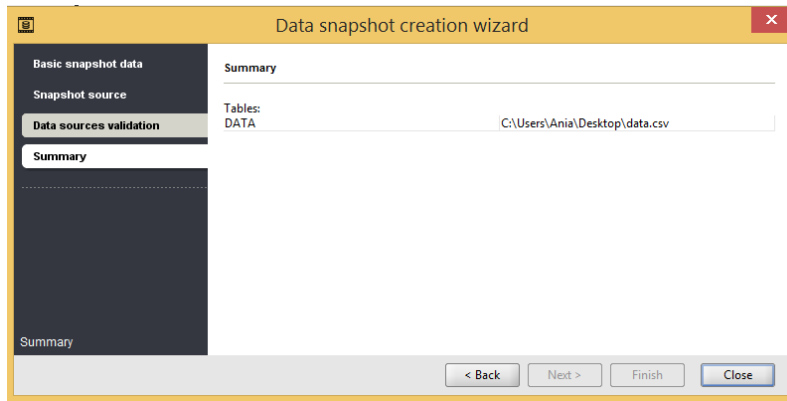 Data snapshot creation wizard
Basic snapshot data
Snapshot source
Data sources validation
Summary
Summary
Tables:
DATA C:\Users\Ania\Desktop\data.csv
Summary
< Back Next > Finish Close